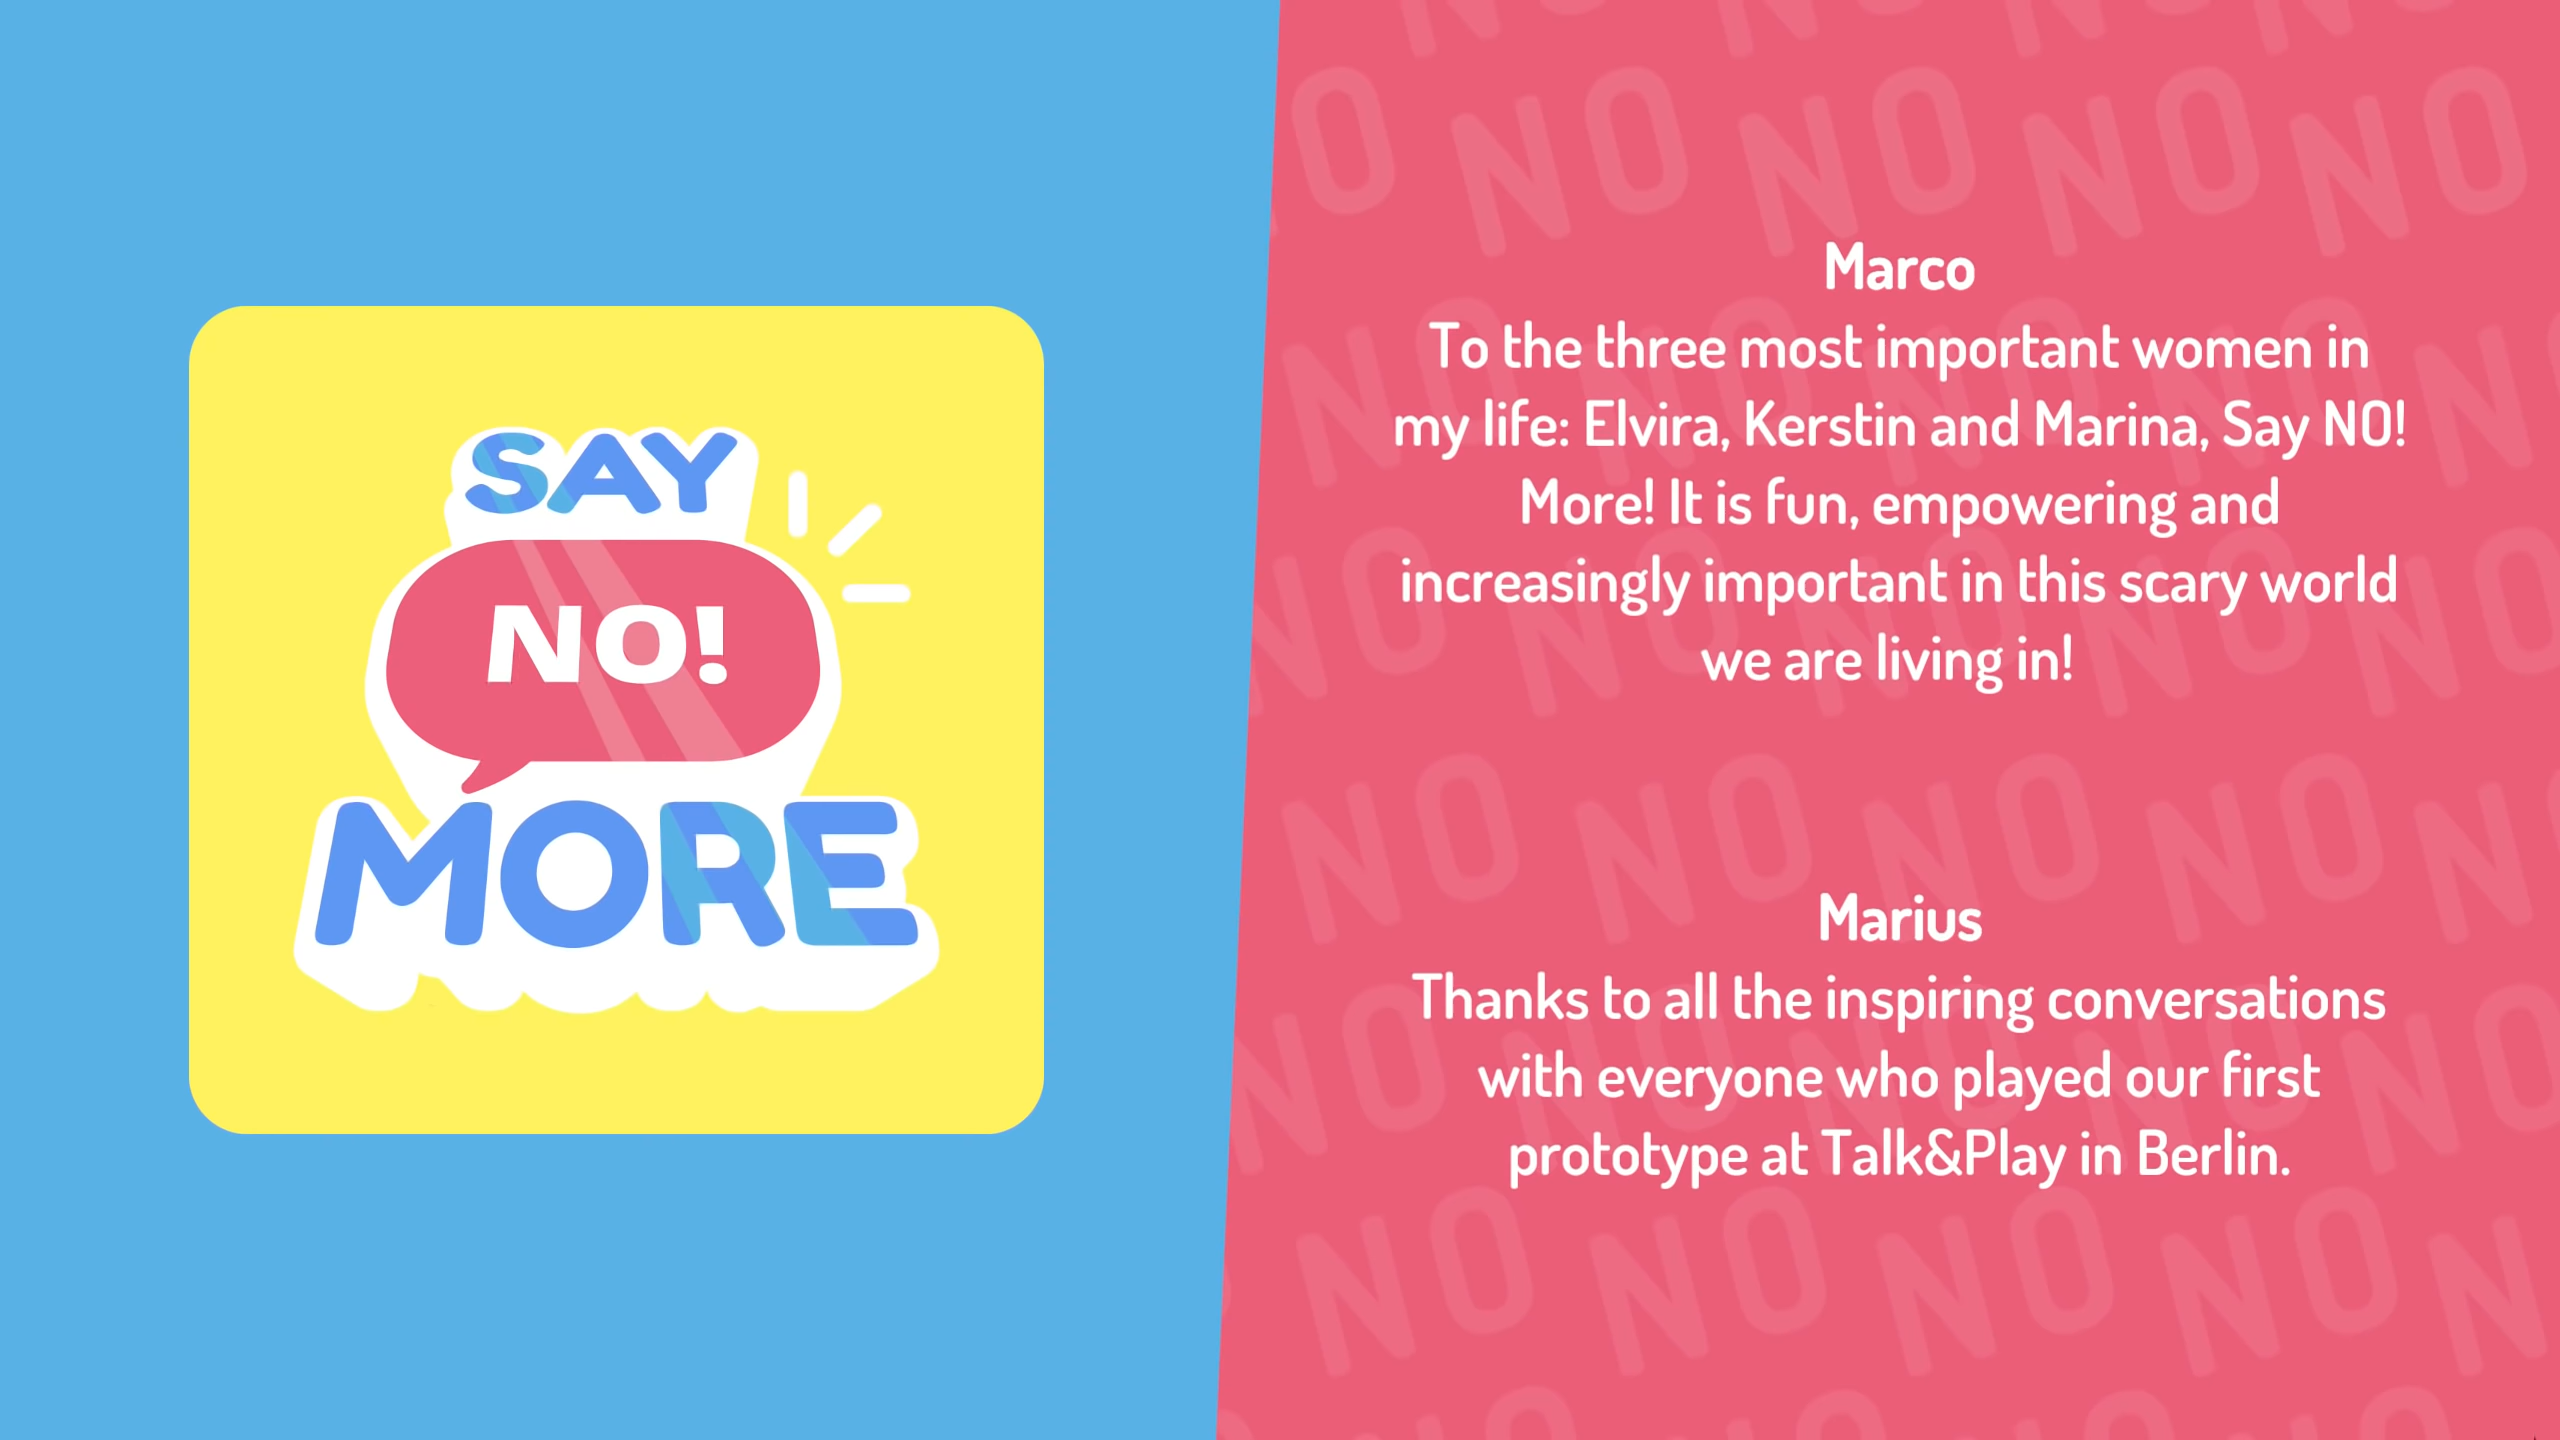 SAY
NO!
MORE
Marco
To the three most important women in
my life: Elvira, Kerstin and Marina, Say NO!
More! It is fun, empowering and
increasingly important in this scary world
we are living in!
Marius
Thanks to all the inspiring conversations
with everyone who played our first
prototype at Talk&Play in Berlin.